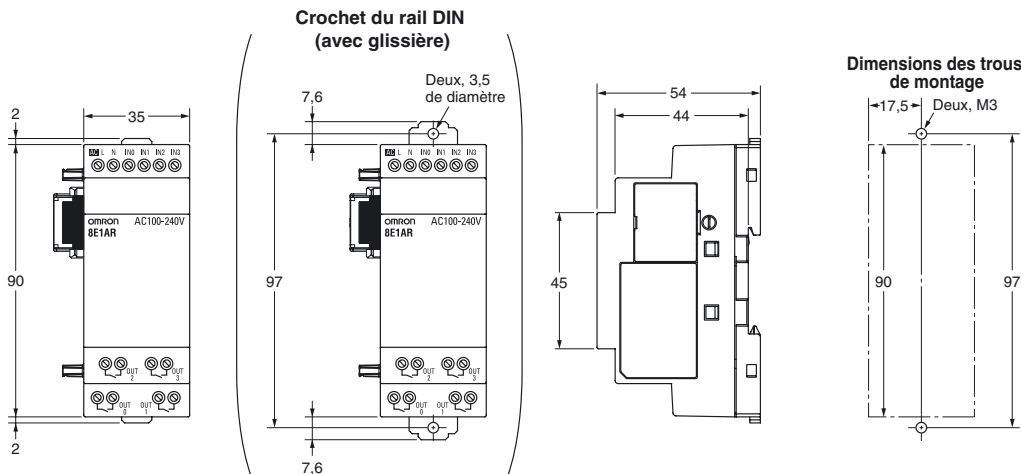 Crochet du rail DIN
(avec glissière)
Deux, 3,5
de diamètre
7,6
2
35
AC L N IN0 IN1 IN2 IN3
OMRON AC100-240V
8E1AR
90
OUT 2
OUT 3
OUT 0
OUT 1
2
AC L N IN0 IN1 IN2 IN3
OMRON AC100-240V
8E1AR
97
OUT 2
OUT 3
OUT 0
OUT 1
7,6
54
44
45
Dimensions des trous
de montage
17,5
Deux, M3
90
97